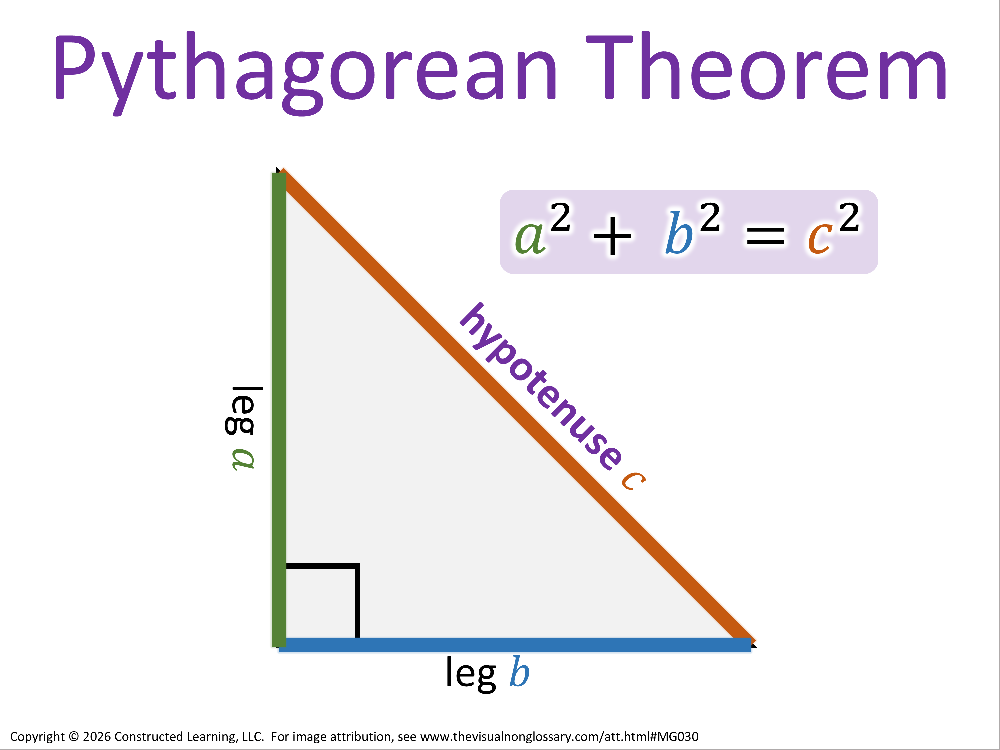 Pythagorean Theorem
a² + b² = c²
hypotenuse c
leg a
leg b
Copyright © 2026 Constructed Learning, LLC.  For image attribution, see www.thevisualnonglossary.com/att.html#MG030